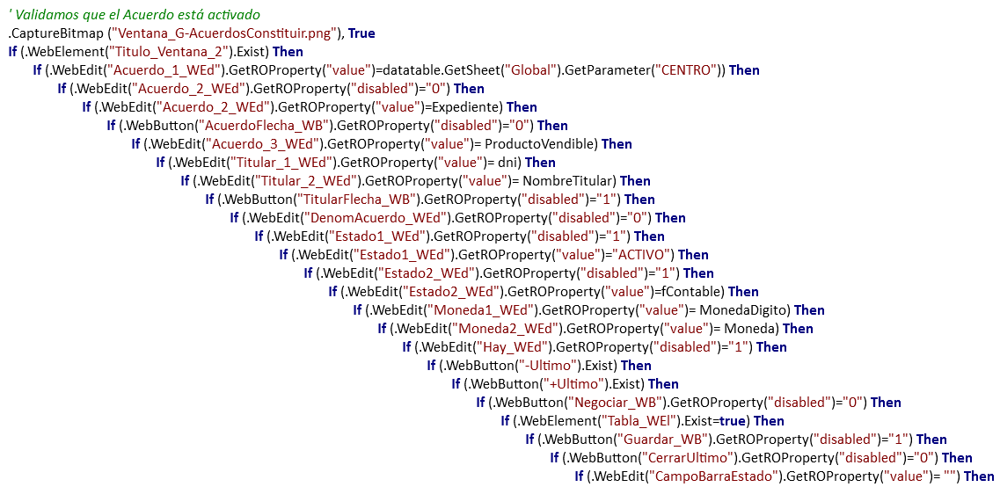 ' Validamos que el Acuerdo está activado
.CaptureBitmap ("Ventana_G-AcuerdosConstituir.png"), True
If (.WebElement("Titulo_Ventana_2").Exist) Then
If (.WebEdit("Acuerdo_1_WEd").GetROProperty("value")=datatable.GetSheet("Global").GetParameter("CENTRO")) Then
If (.WebEdit("Acuerdo_2_WEd").GetROProperty("disabled")="0") Then
If (.WebEdit("Acuerdo_2_WEd").GetROProperty("value")=Expediente) Then
If (.WebButton("AcuerdoFlecha_WB").GetROProperty("disabled")="0") Then
If (.WebEdit("Acuerdo_3_WEd").GetROProperty("value")= ProductoVendible) Then
If (.WebEdit("Titular_1_WEd").GetROProperty("value")= dni) Then
If (.WebEdit("Titular_2_WEd").GetROProperty("value")= NombreTitular) Then
If (.WebButton("TitularFlecha_WB").GetROProperty("disabled")="1") Then
If (.WebEdit("DenomAcuerdo_WEd").GetROProperty("disabled")="0") Then
If (.WebEdit("Estado1_WEd").GetROProperty("disabled")="1") Then
If (.WebEdit("Estado1_WEd").GetROProperty("value")="ACTIVO") Then
If (.WebEdit("Estado2_WEd").GetROProperty("disabled")="1") Then
If (.WebEdit("Estado2_WEd").GetROProperty("value")=fContable) Then
If (.WebEdit("Moneda1_WEd").GetROProperty("value")= MonedaDigito) Then
If (.WebEdit("Moneda2_WEd").GetROProperty("value")= Moneda) Then
If (.WebEdit("Hay_WEd").GetROProperty("disabled")="1") Then
If (.WebButton("-Ultimo").Exist) Then
If (.WebButton("+Ultimo").Exist) Then
If (.WebButton("Negociar_WB").GetROProperty("disabled")="0") Then
If (.WebElement("Tabla_WEl").Exist=true) Then
If (.WebButton("Guardar_WB").GetROProperty("disabled")="1") Then
If (.WebButton("CerrarUltimo").GetROProperty("disabled")="0") Then
If (.WebEdit("CampoBarraEstado").GetROProperty("value")= "") Then